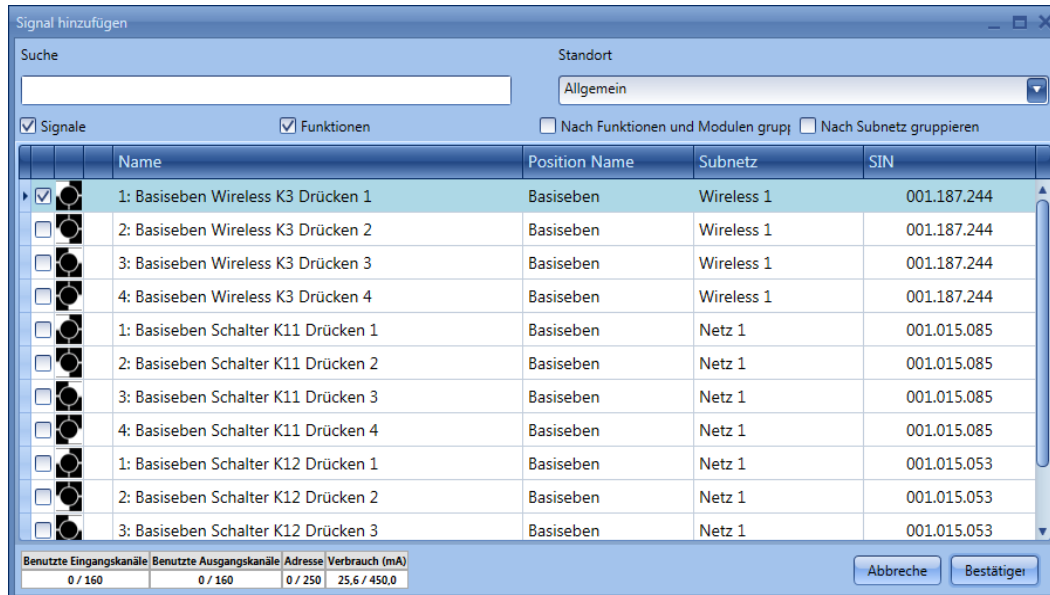 Signal hinzufügen
Suche Standort
Allgemein
Signale Funktionen Nach Funktionen und Modulen grupp Nach Subnetz gruppieren
Name Position Name Subnetz SIN
1: Basiseben Wireless K3 Drücken 1 Basiseben Wireless 1 001.187.244
2: Basiseben Wireless K3 Drücken 2 Basiseben Wireless 1 001.187.244
3: Basiseben Wireless K3 Drücken 3 Basiseben Wireless 1 001.187.244
4: Basiseben Wireless K3 Drücken 4 Basiseben Wireless 1 001.187.244
1: Basiseben Schalter K11 Drücken 1 Basiseben Netz 1 001.015.085
2: Basiseben Schalter K11 Drücken 2 Basiseben Netz 1 001.015.085
3: Basiseben Schalter K11 Drücken 3 Basiseben Netz 1 001.015.085
4: Basiseben Schalter K11 Drücken 4 Basiseben Netz 1 001.015.085
1: Basiseben Schalter K12 Drücken 1 Basiseben Netz 1 001.015.053
2: Basiseben Schalter K12 Drücken 2 Basiseben Netz 1 001.015.053
3: Basiseben Schalter K12 Drücken 3 Basiseben Netz 1 001.015.053
Benutzte Eingangskanäle Benutzte Ausgangskanäle Adresse Verbrauch (mA)
0 / 160 0 / 160 0 / 250 25,6 / 450,0
Abbreche Bestätiger